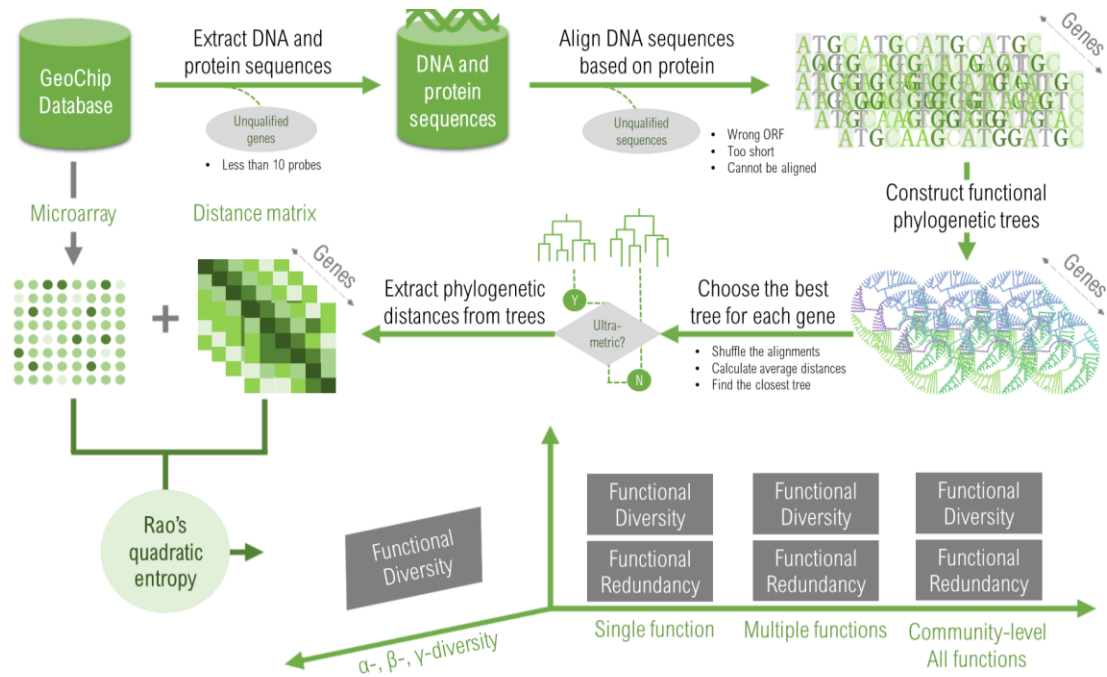 GeoChip
Database
Extract DNA and
protein sequences
Unqualified
genes
• Less than 10 probes
DNA and
protein
sequences
Align DNA sequences
based on protein
Unqualified
sequences
• Wrong ORF
• Too short
• Cannot be aligned
Genes
ATGCATGCATGCATGC
ATGCAAGCATGGATGC
Construct functional
phylogenetic trees
Genes
Choose the best
tree for each gene
• Shuffle the alignments
• Calculate average distances
• Find the closest tree
Y
Ultra-
metric?
N
Extract phylogenetic
distances from trees
Microarray
Distance matrix
Genes
+
Rao's
quadratic
entropy
Functional
Diversity
α-, β-, γ-diversity
Functional
Diversity
Functional
Redundancy
Single function
Functional
Diversity
Functional
Redundancy
Multiple functions
Functional
Diversity
Functional
Redundancy
Community-level
All functions